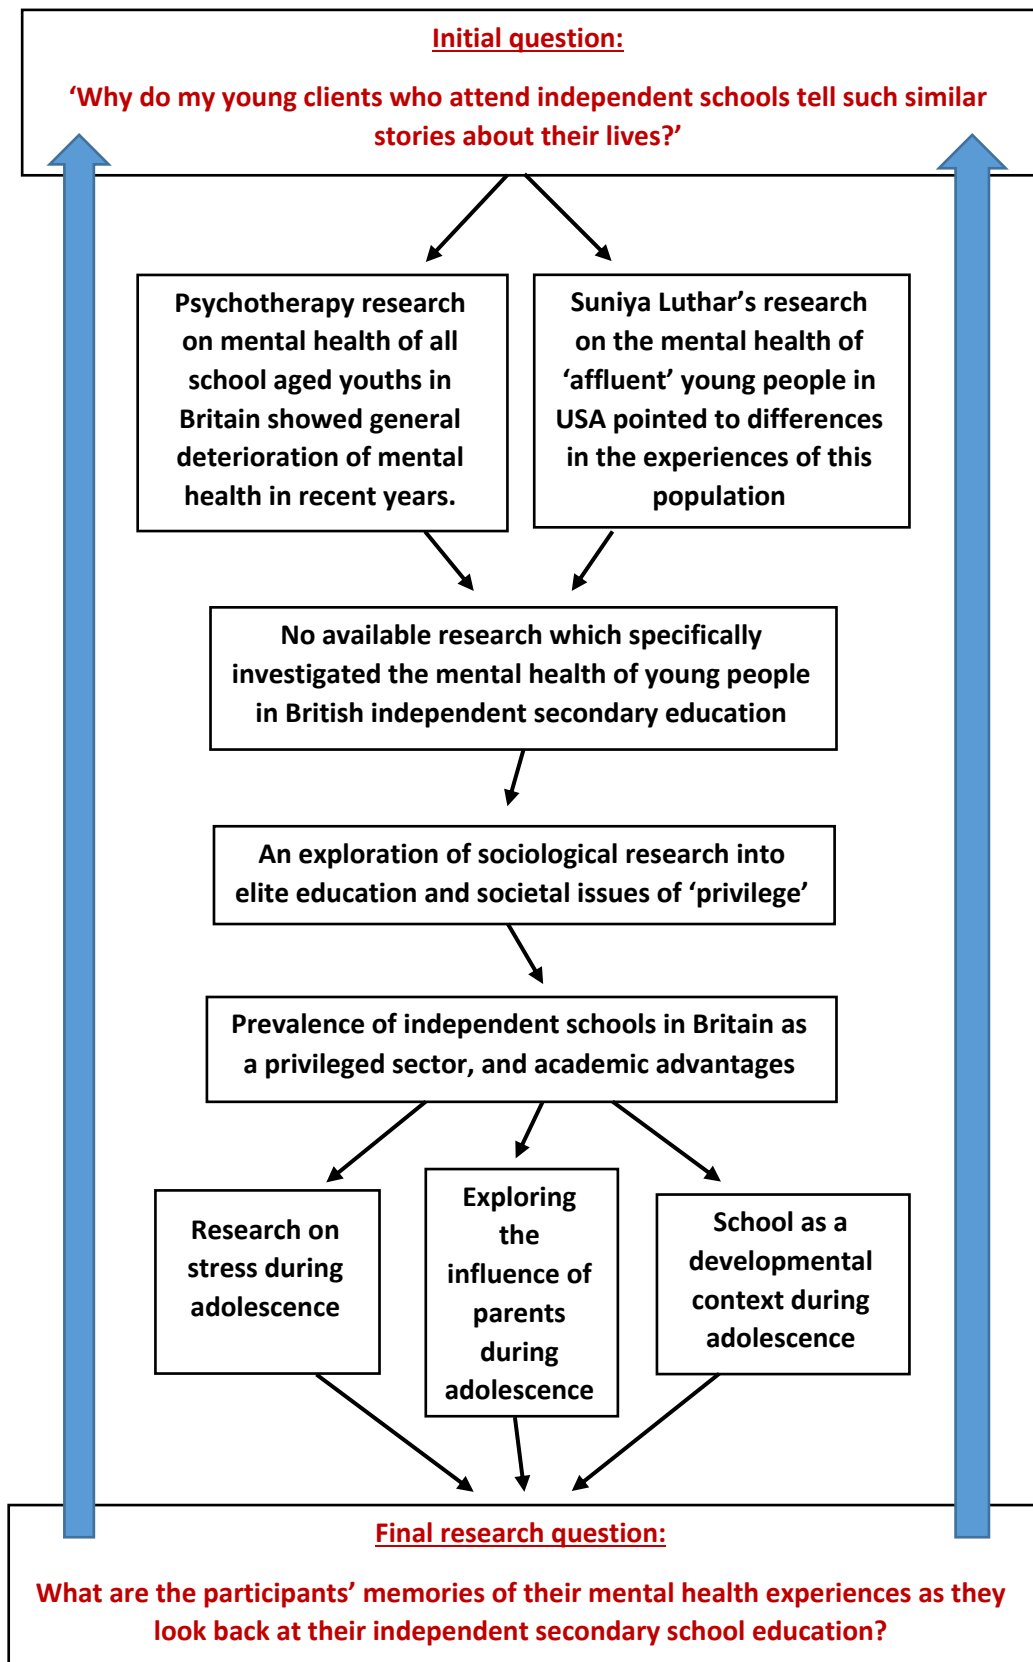 Initial question:
‘Why do my young clients who attend independent schools tell such similar
stories about their lives?’
Psychotherapy research
on mental health of all
school aged youths in
Britain showed general
deterioration of mental
health in recent years.
Suniya Luthar’s research
on the mental health of
‘affluent’ young people in
USA pointed to differences
in the experiences of this
population
No available research which specifically
investigated the mental health of young people
in British independent secondary education
An exploration of sociological research into
elite education and societal issues of ‘privilege’
Prevalence of independent schools in Britain as
a privileged sector, and academic advantages
Research on
stress during
adolescence
Exploring
the
influence of
parents
during
adolescence
School as a
developmental
context during
adolescence
Final research question:
What are the participants’ memories of their mental health experiences as they
look back at their independent secondary school education?